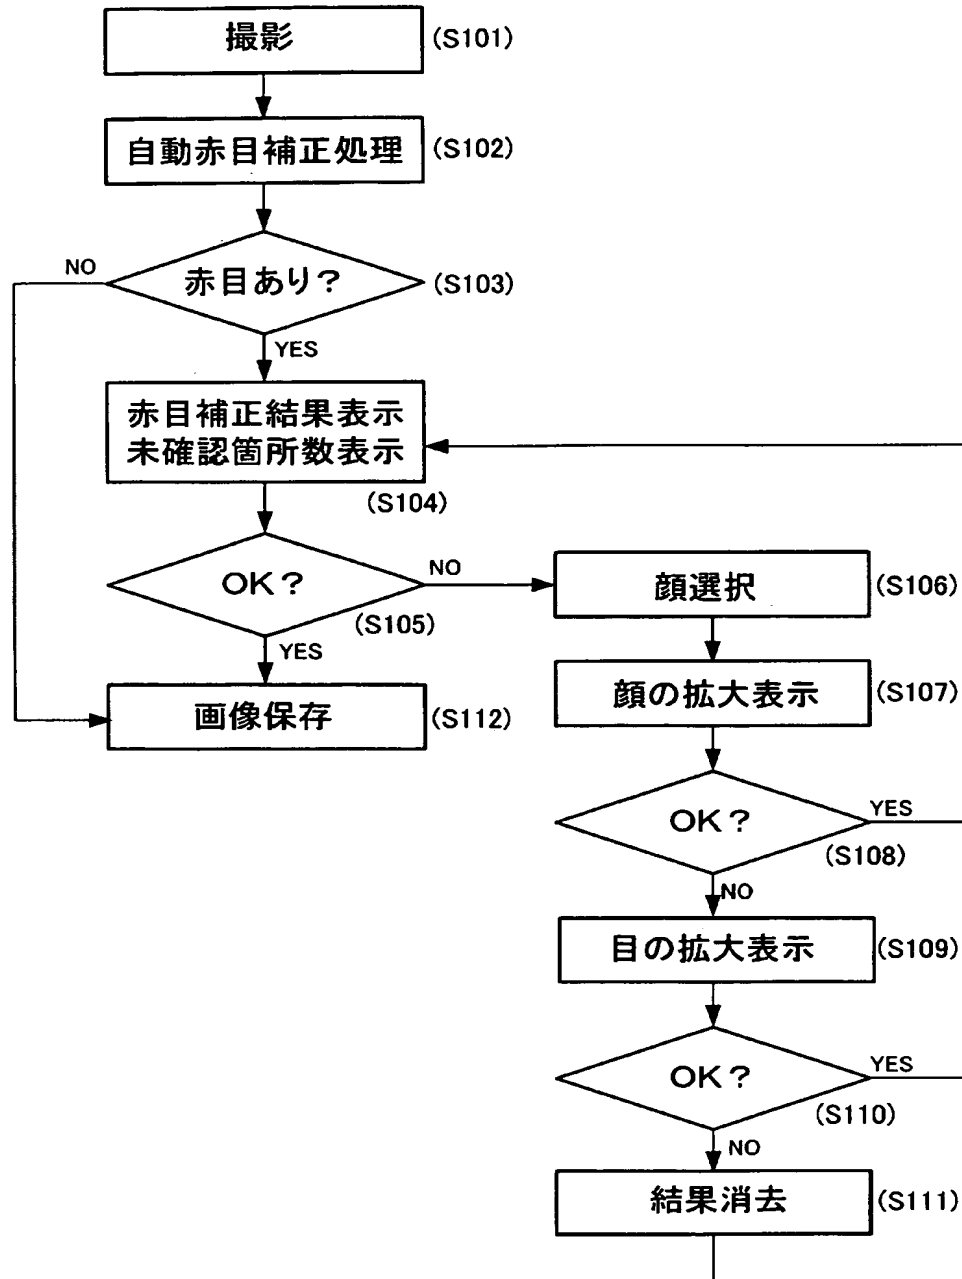 撮影
(S101)
自動赤目補正処理
(S102)
赤目あり？
(S103)
NO
YES
赤目補正結果表示
未確認箇所数表示
(S104)
OK？
(S105)
NO
YES
画像保存
(S112)
顔選択
(S106)
顔の拡大表示
(S107)
OK？
YES
(S108)
NO
目の拡大表示
(S109)
OK？
YES
(S110)
NO
結果消去
(S111)